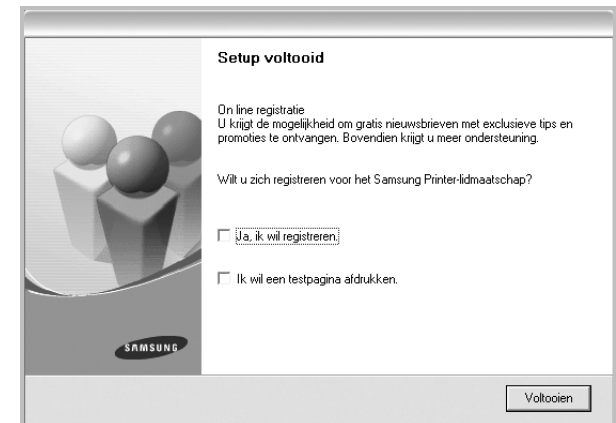 Setup voltooid
On line registratie
U krijgt de mogelijkheid om gratis nieuwsbrieven met exclusieve tips en
promoties te ontvangen. Bovendien krijgt u meer ondersteuning.
Wilt u zich registreren voor het Samsung Printer-lidmaatschap?
Ja, ik wil registreren.
Ik wil een testpagina afdrukken.
SAMSUNG
Voltooien